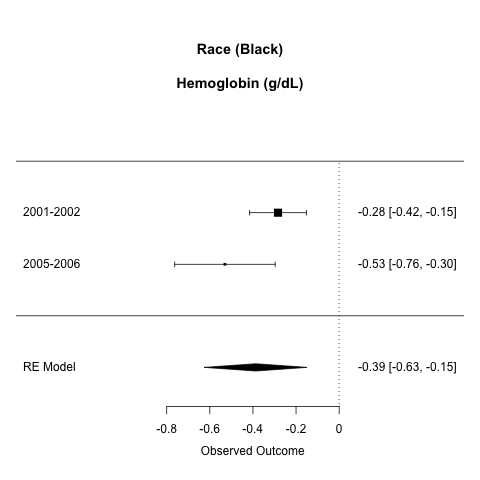 Race (Black)
Hemoglobin (g/dL)
2001-2002 -0.28 [-0.42, -0.15]
2005-2006 -0.53 [-0.76, -0.30]
RE Model -0.39 [-0.63, -0.15]
-0.8 -0.6 -0.4 -0.2 0
Observed Outcome